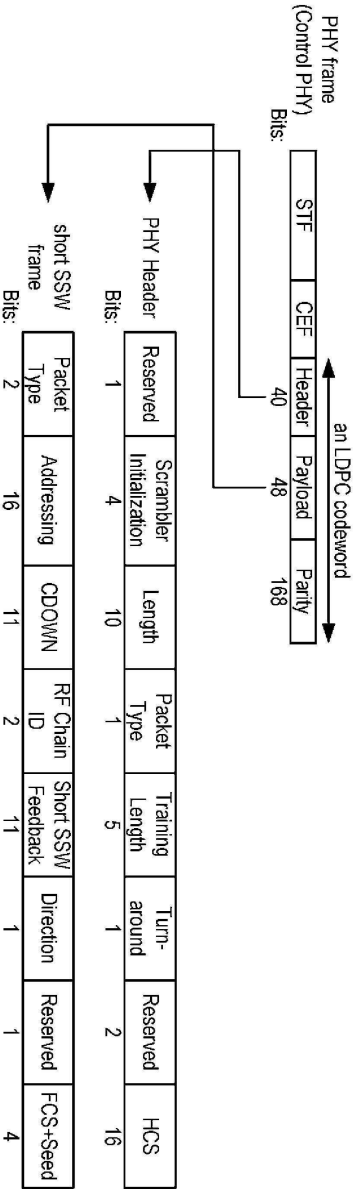 PHY frame
(Control PHY)
an LDPC codeword
STF CEF Header Payload Parity
Bits: 40 48 168
PHY Header
Reserved Scrambler Initialization Length Packet Type Training Length Turn-around Reserved HCS
Bits: 1 4 10 1 5 1 2 16
short SSW
frame
Packet Type Addressing CDOWN RF Chain ID Short SSW Feedback Direction Reserved FCS+Seed
Bits: 2 16 11 2 11 1 1 4